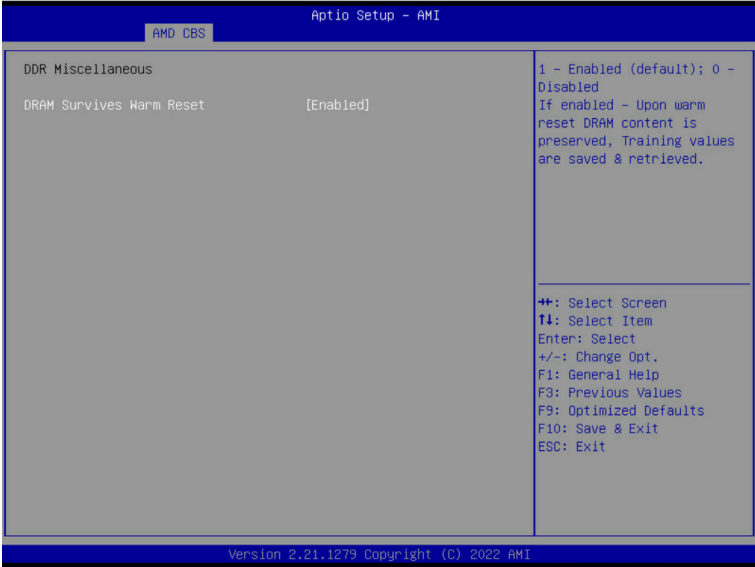 Aptio Setup – AMI
AMD CBS
DDR Miscellaneous
DRAM Survives Warm Reset [Enabled]
1 – Enabled (default); 0 –
Disabled
If enabled – Upon warm
reset DRAM content is
preserved, Training values
are saved & retrieved.
→←: Select Screen
↑↓: Select Item
Enter: Select
+/-: Change Opt.
F1: General Help
F3: Previous Values
F9: Optimized Defaults
F10: Save & Exit
ESC: Exit
Version 2.21.1279 Copyright (C) 2022 AMI